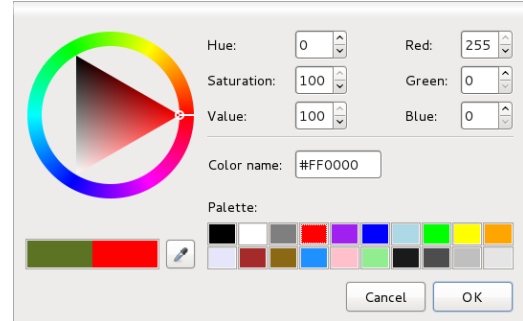 Hue: 0 Red: 255
Saturation: 100 Green: 0
Value: 100 Blue: 0
Color name: #FF0000
Palette:
Cancel OK